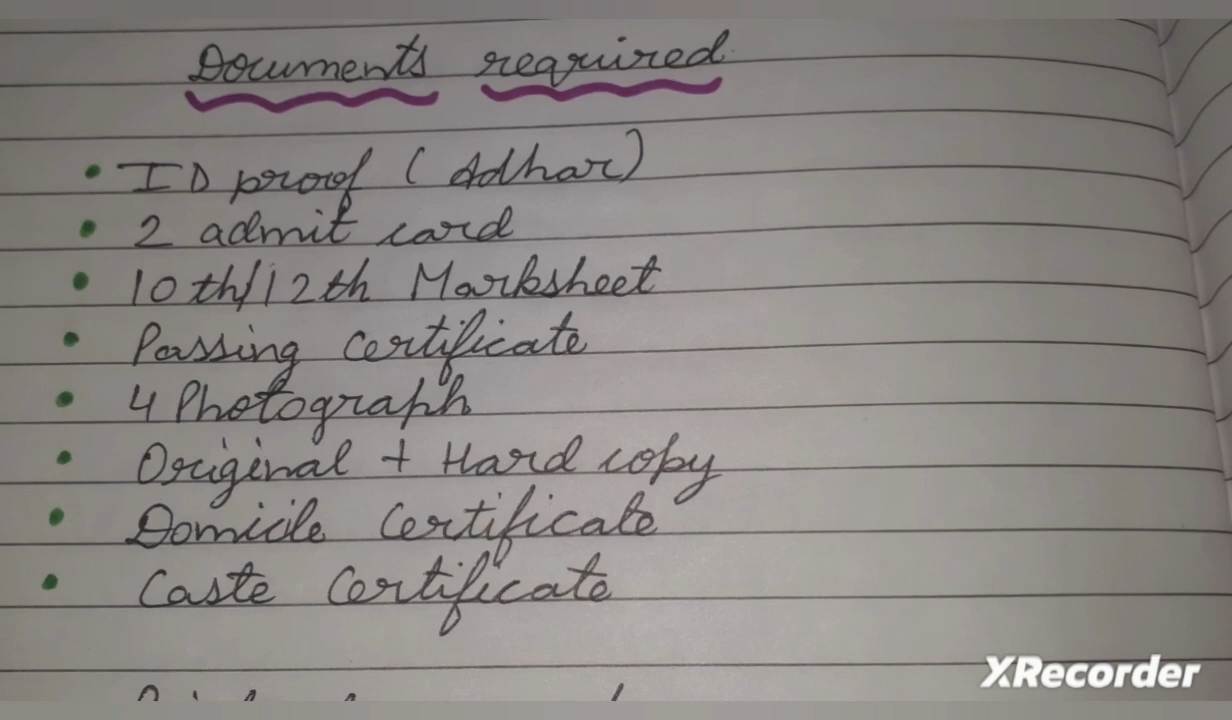 Documents required
• ID proof (Adhar)
• 2 admit card
• 10th/12th Marksheet
• Passing certificate
• 4 Photograph
• Original + Hard copy
• Domicile Certificate
• Caste Certificate
XRecorder